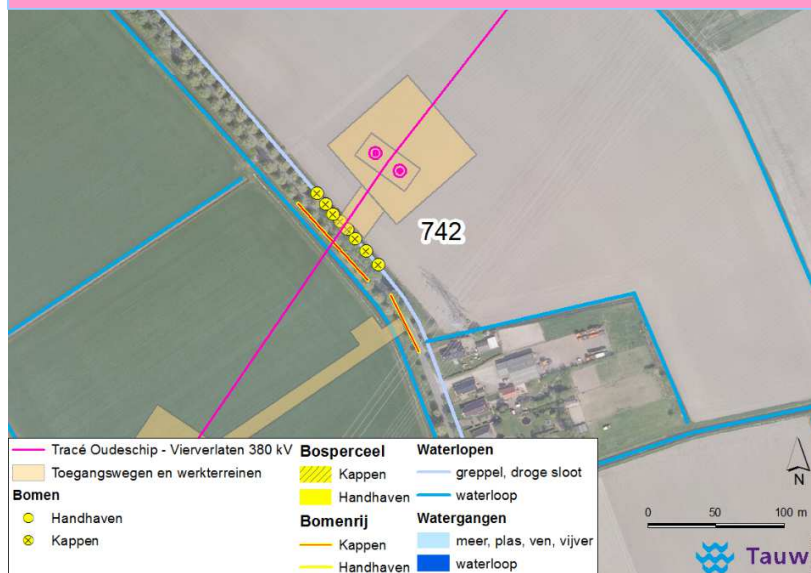 742
Tracé Oudeschip - Vierverlaten 380 kV
Toegangswegen en werkterreinen
Bomen
Handhaven
Kappen
Bosperceel
Kappen
Handhaven
Bomenrij
Kappen
Handhaven
Waterlopen
greppel, droge sloot
waterloop
Watergangen
meer, plas, ven, vijver
waterloop
N
0 50 100 m
Tauw